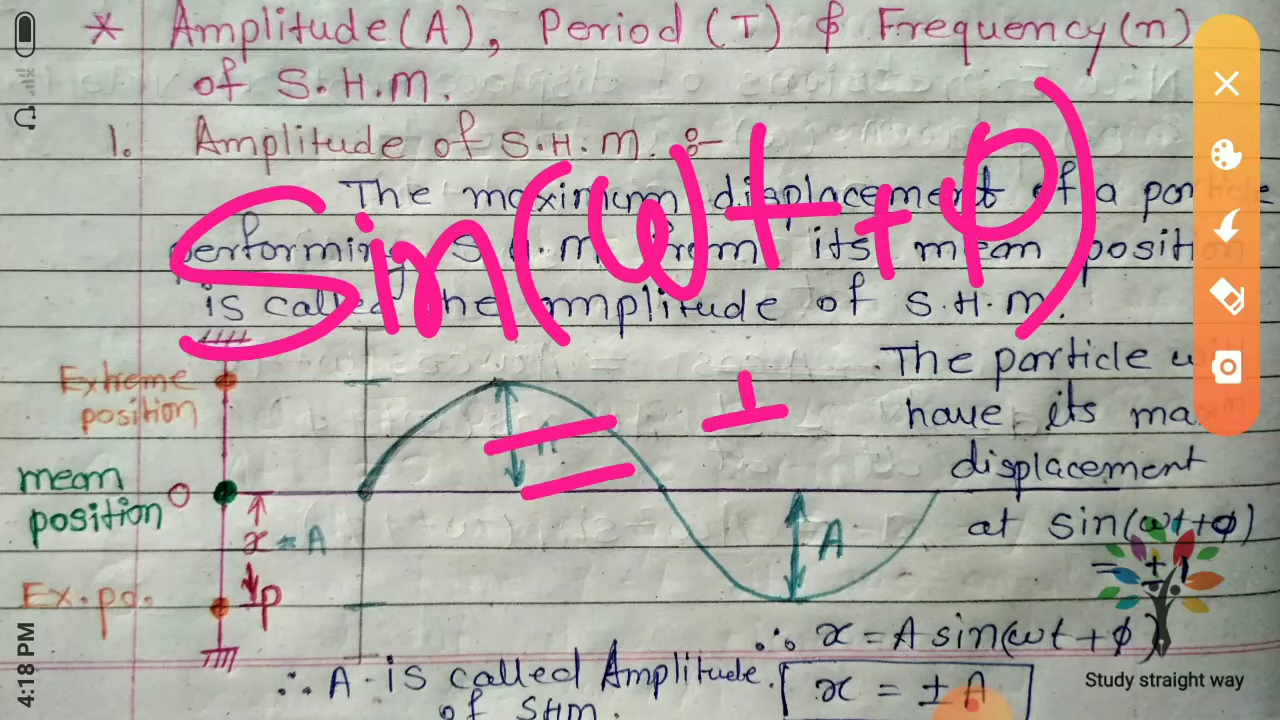 * Amplitude (A), Period (T) & Frequency (n)
of S.H.M.
1. Amplitude of S.H.M. :-
The maximum displacement of a particle
performing S.H.M from its mean position
is called the amplitude of S.H.M.
sin(ωt+φ)
= ±
Extreme
position
mean
position
O
x = A
Ex. po.
P
A
A
The particle will
have its max
displacement
at sin(ωt+φ)
= ±1
∴ x = A sin(ωt+φ)
x = ± A
∴ A is called Amplitude.
of SHM.
Study straight way
4:18 PM